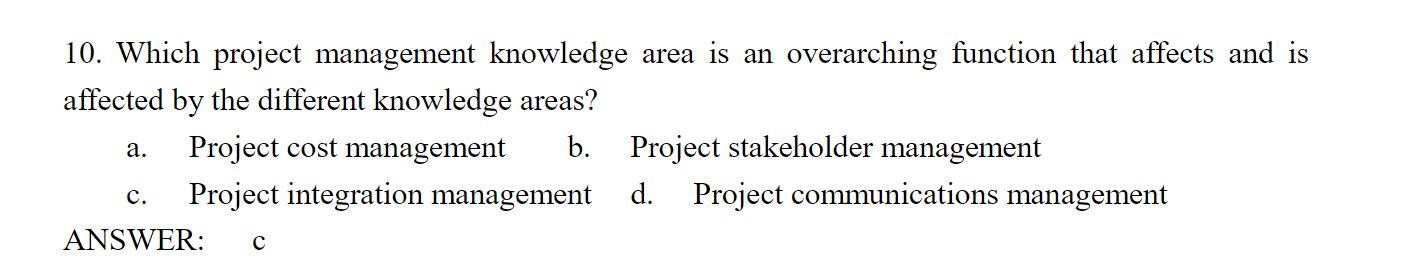 10. Which project management knowledge area is an overarching function that affects and is
affected by the different knowledge areas?
a. Project cost management b. Project stakeholder management
c. Project integration management d. Project communications management
ANSWER: c